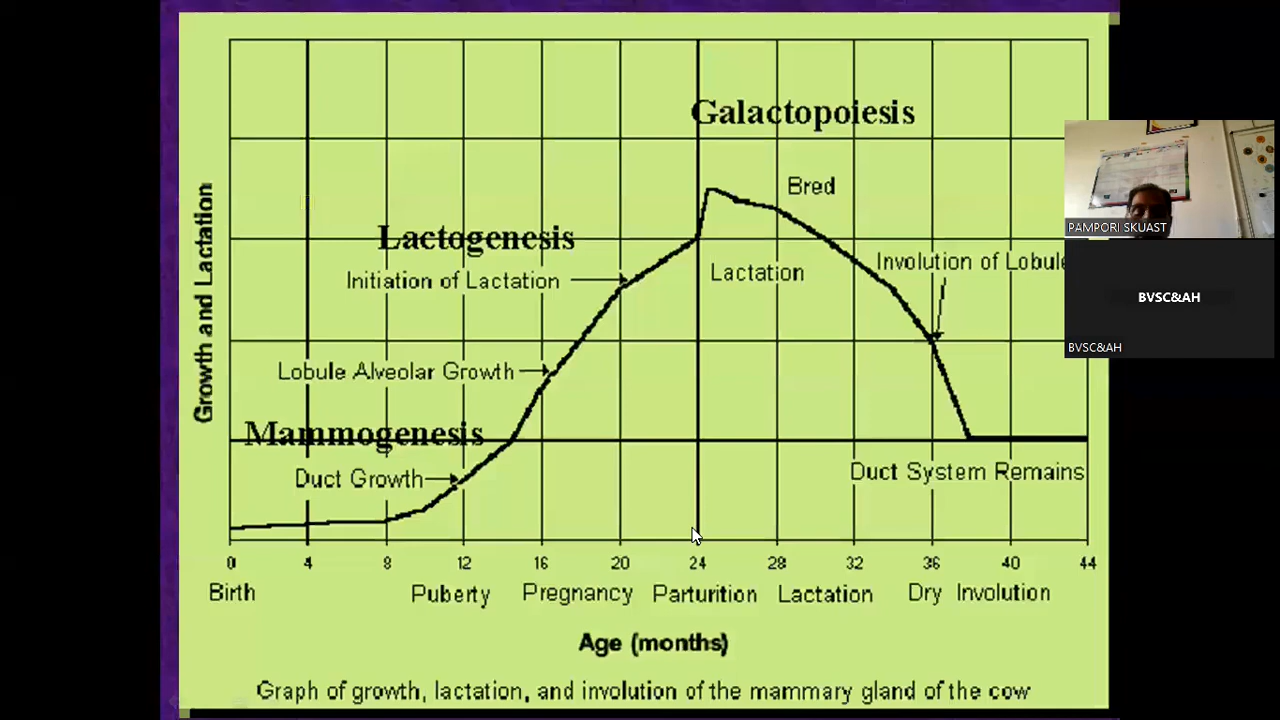 Galactopoiesis
Bred
Lactogenesis
Initiation of Lactation
Lactation
Involution of Lobule
Lobule Alveolar Growth
Mammogenesis
Duct Growth
Duct System Remains
Growth and Lactation
0 4 8 12 16 20 24 28 32 36 40 44
Birth Puberty Pregnancy Parturition Lactation Dry Involution
Age (months)
Graph of growth, lactation, and involution of the mammary gland of the cow
PAMPORI SKUAST
BVSC&AH
BVSC&AH